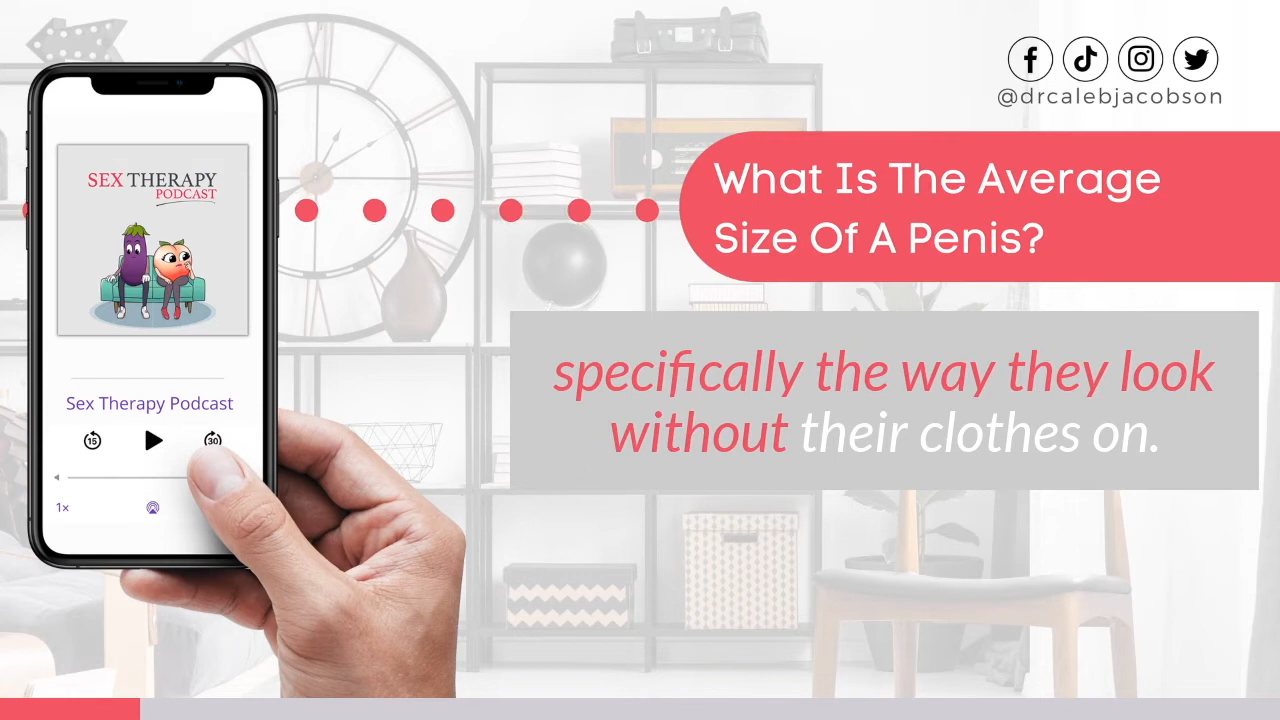 @drcalebjacobson
What Is The Average
Size Of A Penis?
SEX THERAPY
PODCAST
specifically the way they look
without their clothes on.
Sex Therapy Podcast
15
30
1×